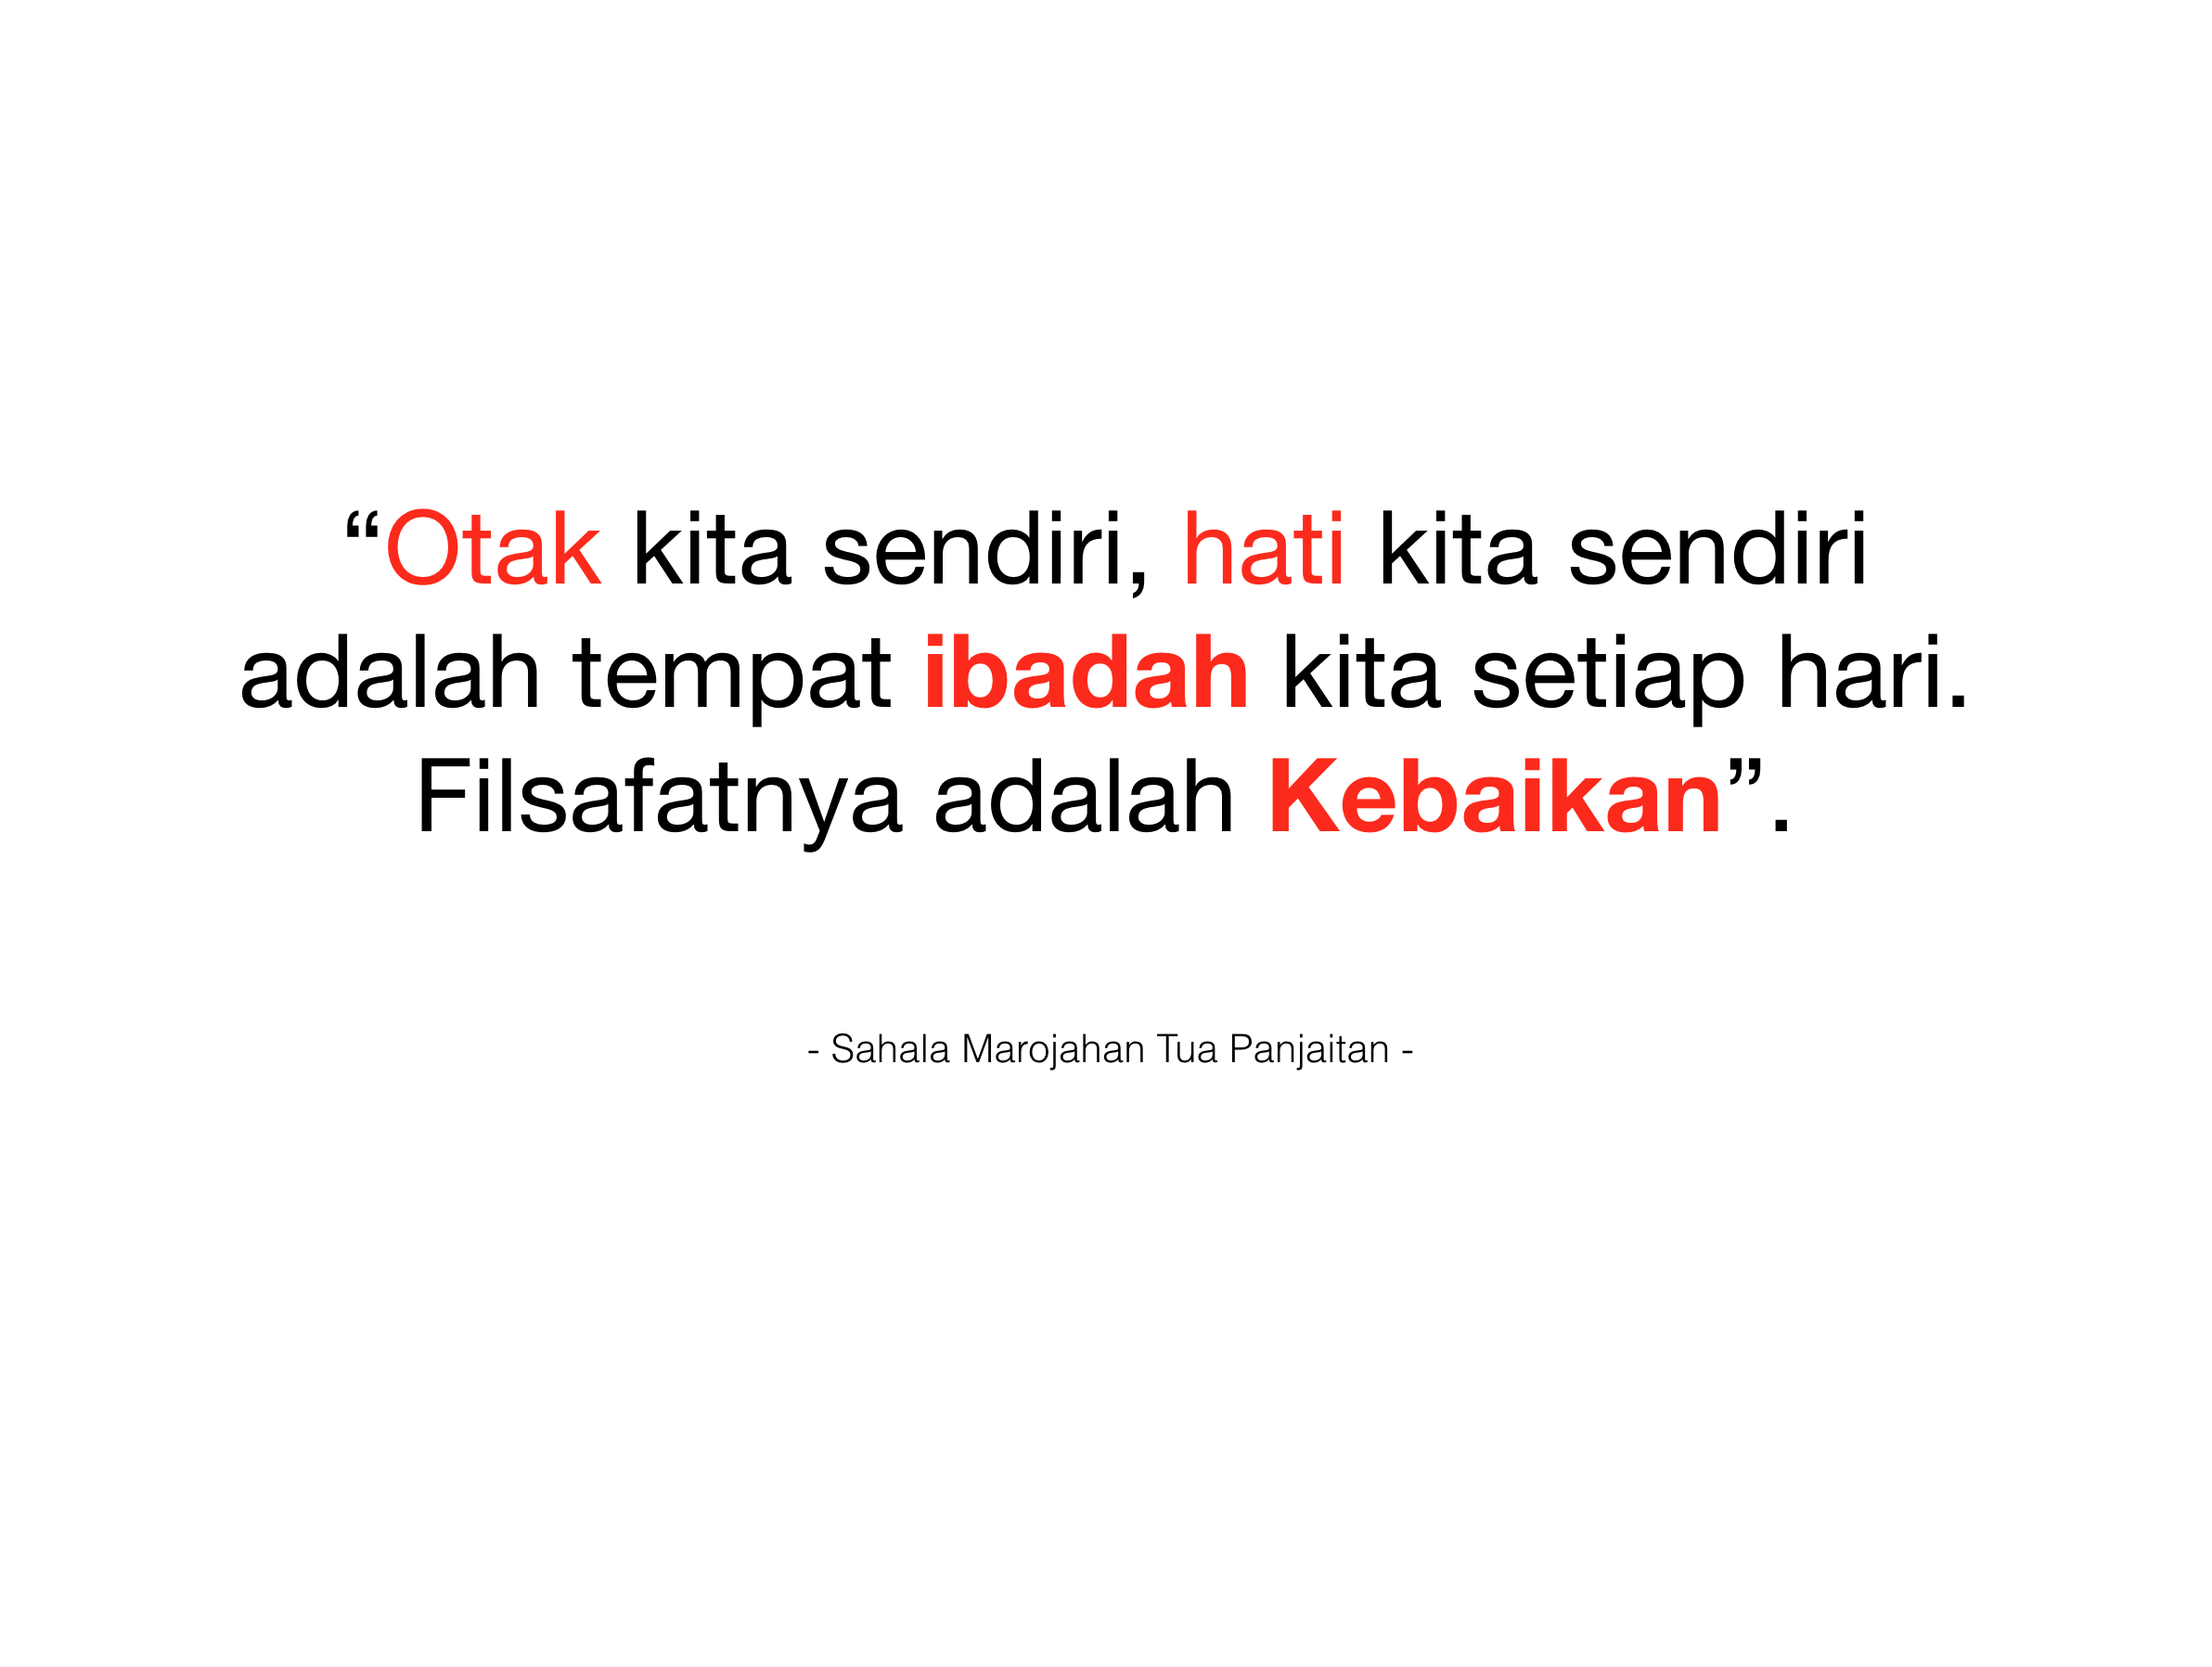 “Otak kita sendiri, hati kita sendiri
adalah tempat ibadah kita setiap hari.
Filsafatnya adalah Kebaikan”.
- Sahala Marojahan Tua Panjaitan -